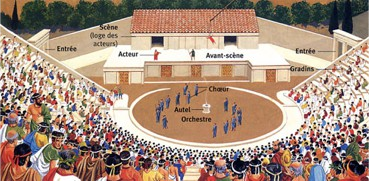 Scène
(loge des
acteurs)
Entrée
Acteur
Avant-scène
Entrée
Gradins
Chœur
Autel
Orchestre